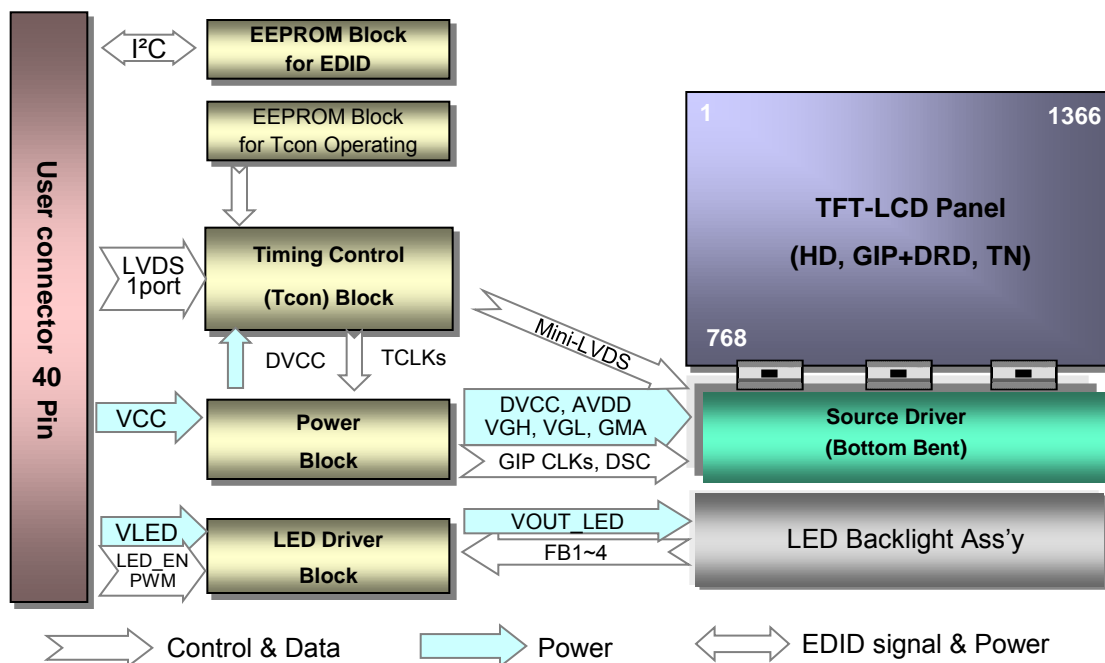 User connector 40 Pin
I²C
EEPROM Block
for EDID
EEPROM Block
for Tcon Operating
LVDS
1port
Timing Control
(Tcon) Block
DVCC
TCLKs
Mini-LVDS
VCC
Power
Block
DVCC, AVDD
VGH, VGL, GMA
GIP CLKs, DSC
VLED
LED_EN
PWM
LED Driver
Block
VOUT_LED
FB1~4
1
1366
TFT-LCD Panel
(HD, GIP+DRD, TN)
768
Source Driver
(Bottom Bent)
LED Backlight Ass’y
Control & Data
Power
EDID signal & Power